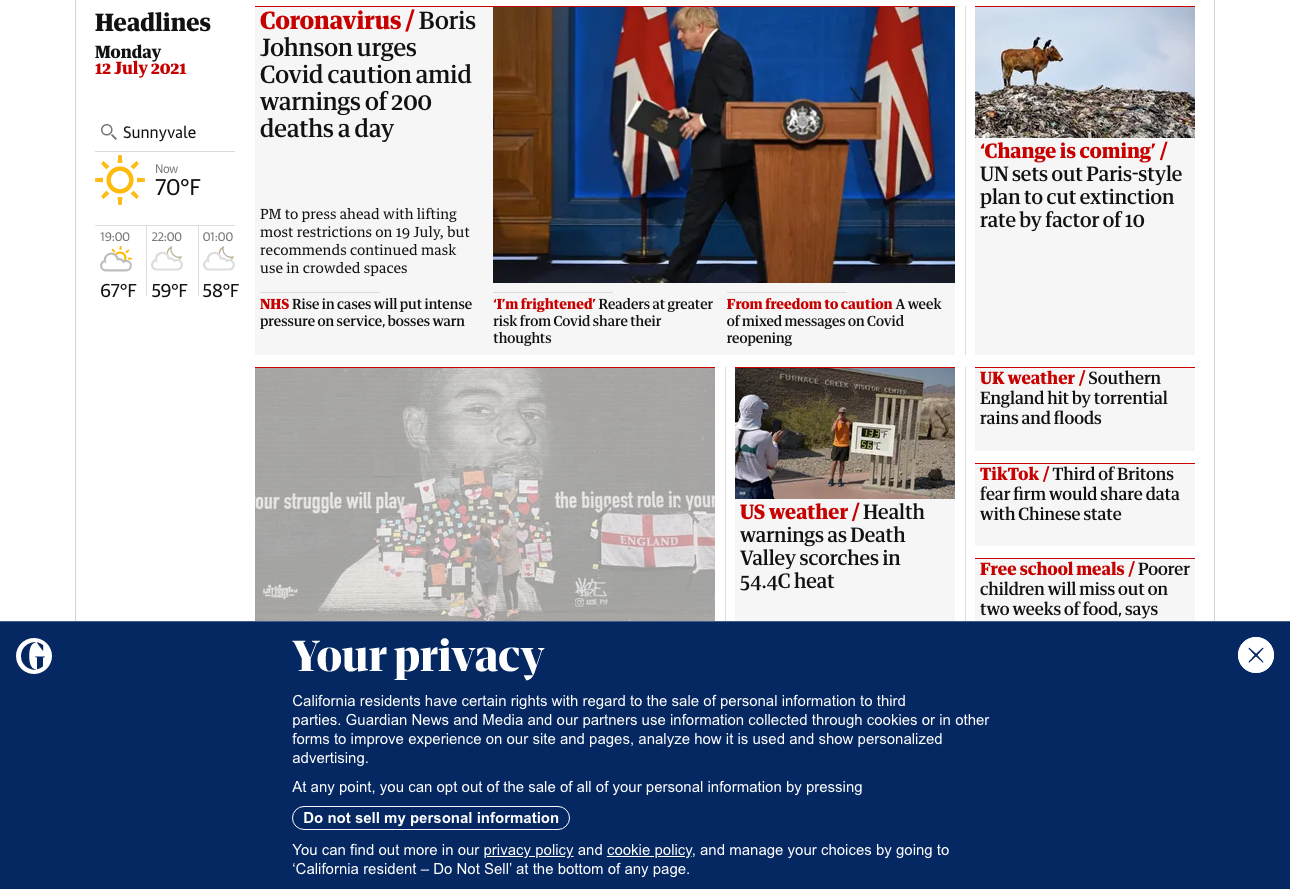 Headlines
Monday
12 July 2021
Sunnyvale
Now
70°F
19:00
22:00
01:00
67°F
59°F
58°F
Coronavirus / Boris
Johnson urges
Covid caution amid
warnings of 200
deaths a day
PM to press ahead with lifting
most restrictions on 19 July, but
recommends continued mask
use in crowded spaces
NHS Rise in cases will put intense
pressure on service, bosses warn
'I'm frightened' Readers at greater
risk from Covid share their
thoughts
From freedom to caution A week
of mixed messages on Covid
reopening
'Change is coming' /
UN sets out Paris-style
plan to cut extinction
rate by factor of 10
our struggle will play
the biggest role in your
ENGLAND
FURNACE CREEK VISITOR CENTER
133°F
56°C
US weather / Health
warnings as Death
Valley scorches in
54.4C heat
UK weather / Southern
England hit by torrential
rains and floods
TikTok / Third of Britons
fear firm would share data
with Chinese state
Free school meals / Poorer
children will miss out on
two weeks of food, says
Your privacy
California residents have certain rights with regard to the sale of personal information to third
parties. Guardian News and Media and our partners use information collected through cookies or in other
forms to improve experience on our site and pages, analyze how it is used and show personalized
advertising.
At any point, you can opt out of the sale of all of your personal information by pressing
Do not sell my personal information
You can find out more in our privacy policy and cookie policy, and manage your choices by going to
'California resident – Do Not Sell' at the bottom of any page.